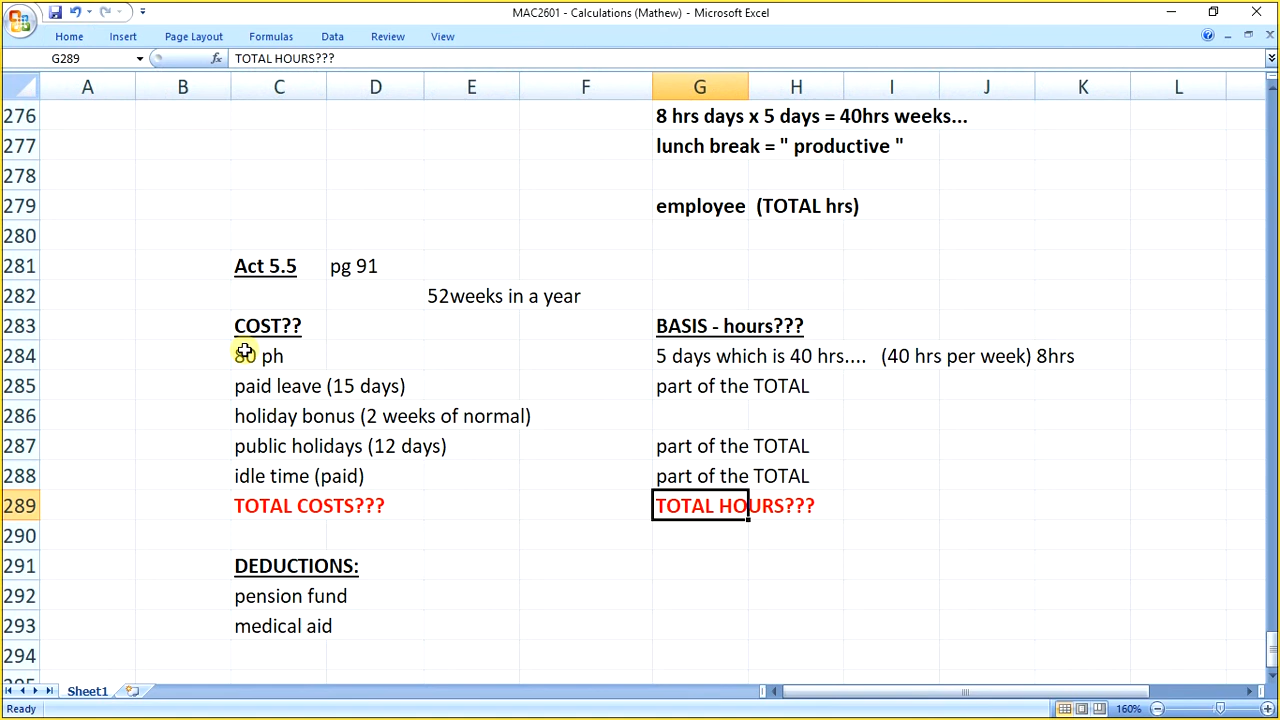 MAC2601 - Calculations (Mathew) - Microsoft Excel
Home Insert Page Layout Formulas Data Review View
G289 fx TOTAL HOURS???
A B C D E F G H I J K L
276 8 hrs days x 5 days = 40hrs weeks...
277 lunch break = " productive "
278
279 employee (TOTAL hrs)
280
281 Act 5.5 pg 91
282 52weeks in a year
283 COST?? BASIS - hours???
284 80 ph 5 days which is 40 hrs.... (40 hrs per week) 8hrs
285 paid leave (15 days) part of the TOTAL
286 holiday bonus (2 weeks of normal)
287 public holidays (12 days) part of the TOTAL
288 idle time (paid) part of the TOTAL
289 TOTAL COSTS??? TOTAL HOURS???
290
291 DEDUCTIONS:
292 pension fund
293 medical aid
294
Sheet1
Ready 160%